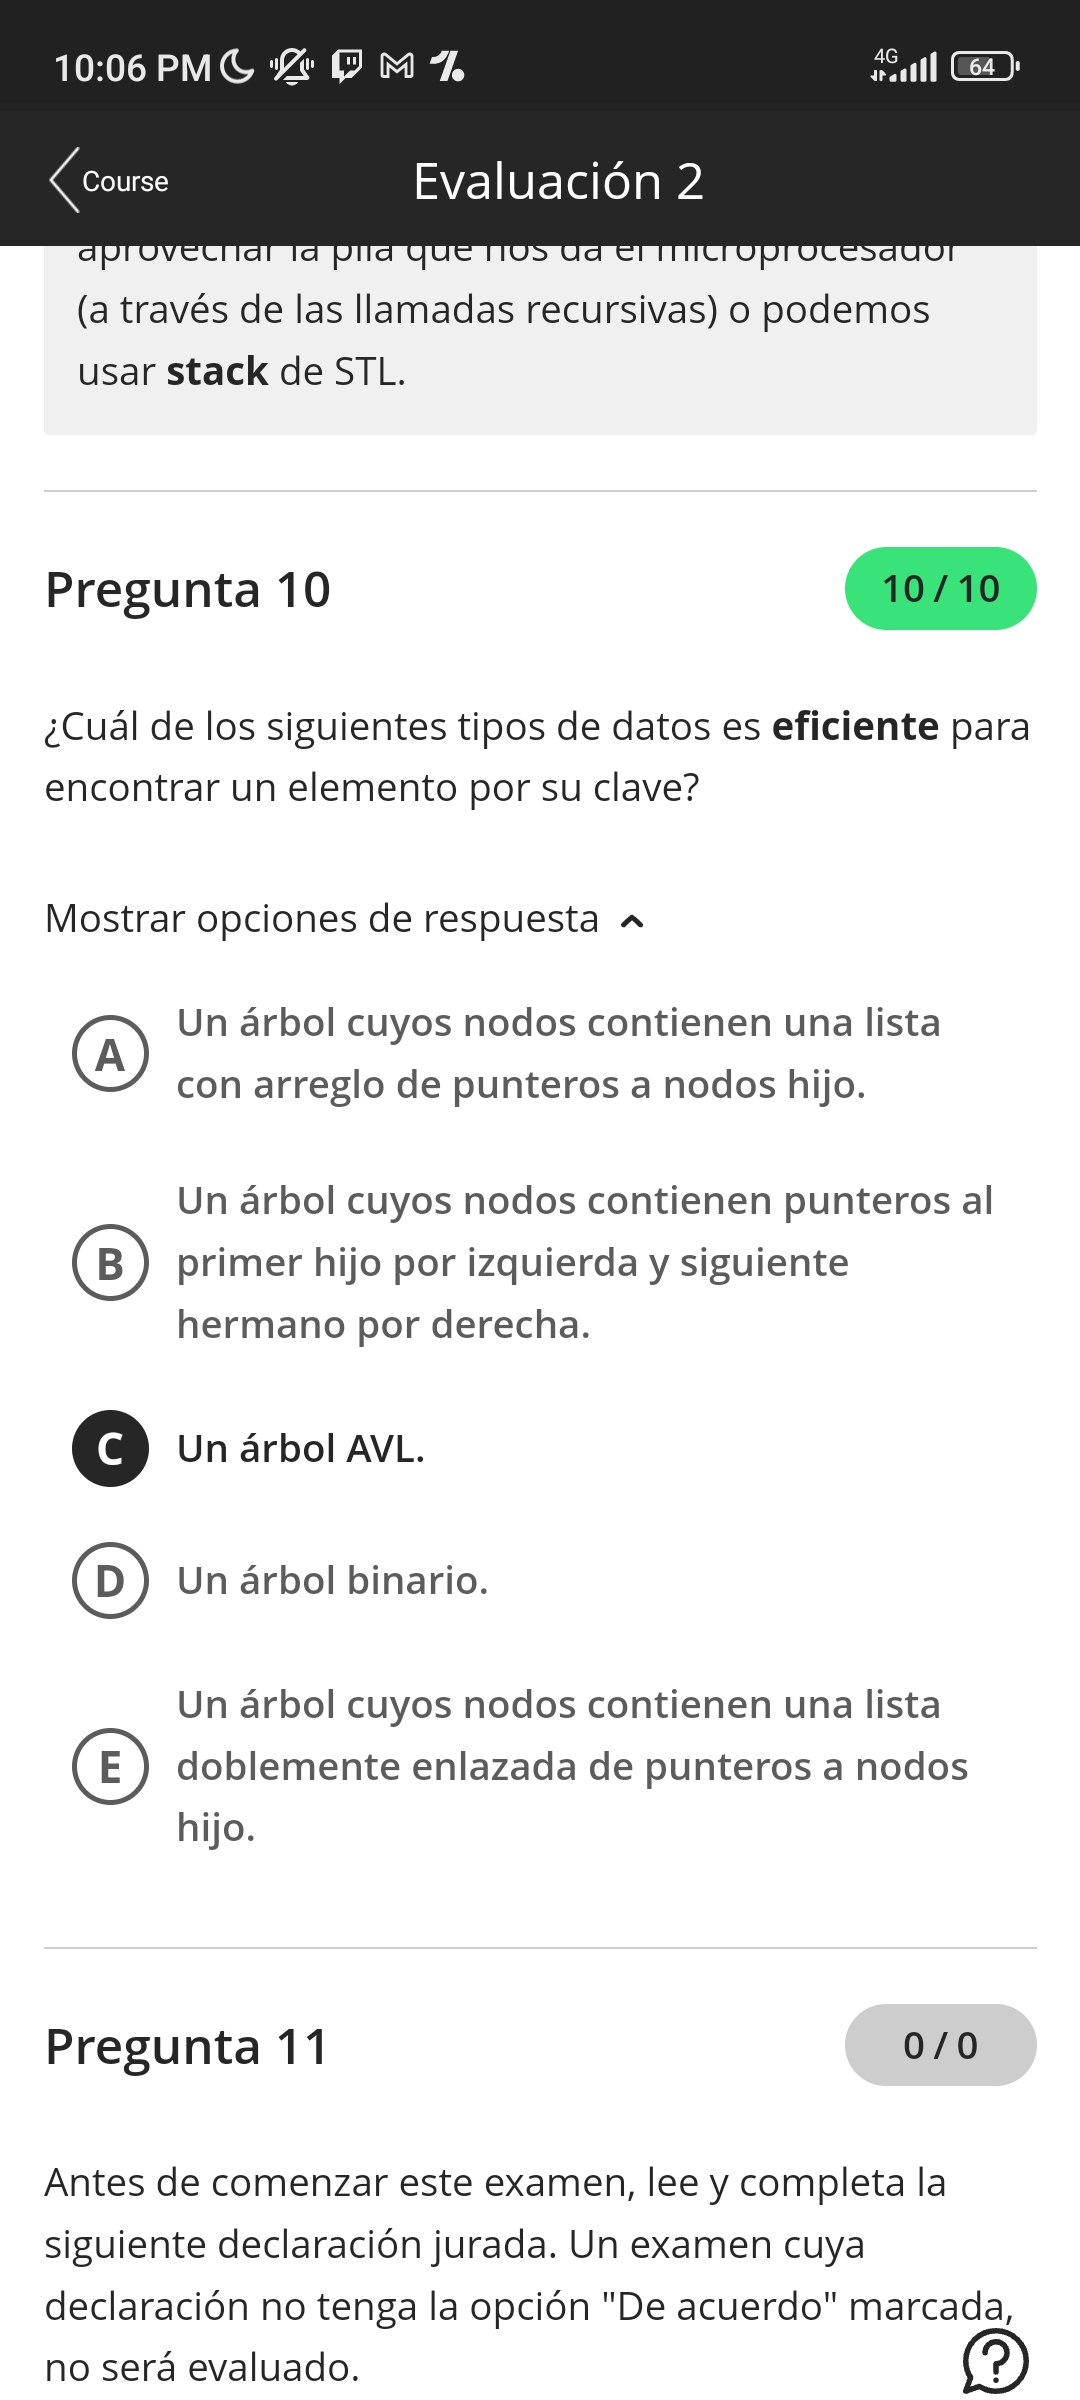 10:06 PM
4G
64
Course
Evaluación 2
aprovechar la pila que nos da el microprocesador
(a través de las llamadas recursivas) o podemos
usar stack de STL.
Pregunta 10
10 / 10
¿Cuál de los siguientes tipos de datos es eficiente para
encontrar un elemento por su clave?
Mostrar opciones de respuesta
A
Un árbol cuyos nodos contienen una lista
con arreglo de punteros a nodos hijo.
B
Un árbol cuyos nodos contienen punteros al
primer hijo por izquierda y siguiente
hermano por derecha.
C
Un árbol AVL.
D
Un árbol binario.
E
Un árbol cuyos nodos contienen una lista
doblemente enlazada de punteros a nodos
hijo.
Pregunta 11
0 / 0
Antes de comenzar este examen, lee y completa la
siguiente declaración jurada. Un examen cuya
declaración no tenga la opción "De acuerdo" marcada,
no será evaluado.